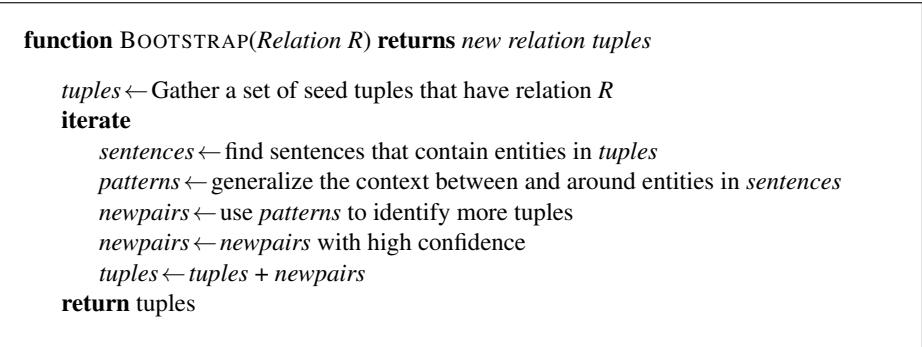 function BOOTSTRAP(Relation R) returns new relation tuples
tuples←Gather a set of seed tuples that have relation R
iterate
sentences←find sentences that contain entities in tuples
patterns←generalize the context between and around entities in sentences
newpairs←use patterns to identify more tuples
newpairs←newpairs with high confidence
tuples←tuples + newpairs
return tuples